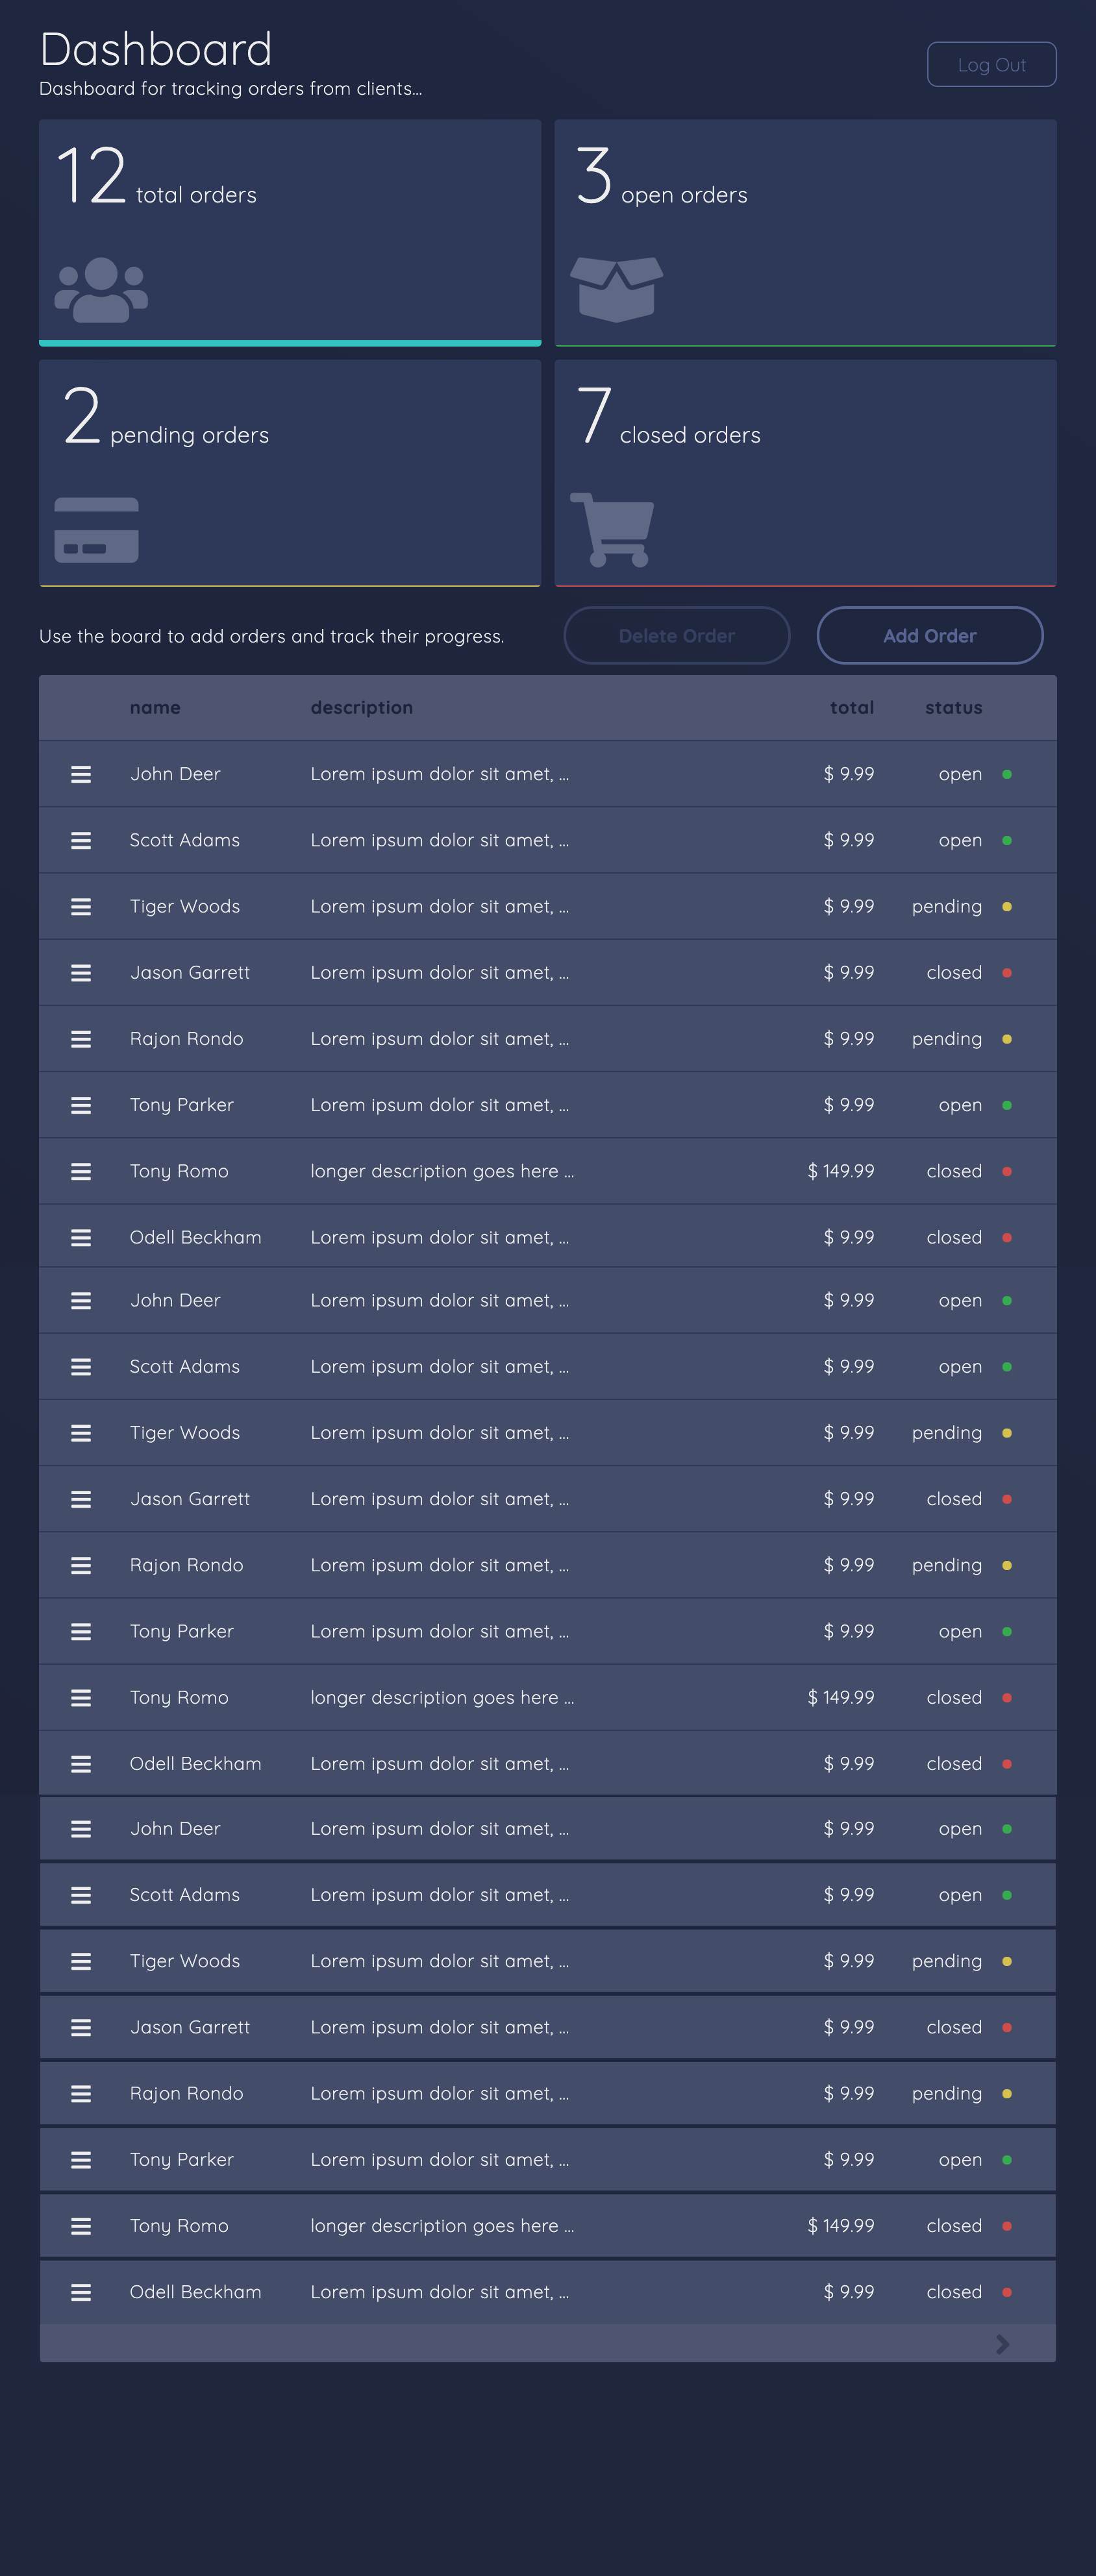 Dashboard
Log Out
Dashboard for tracking orders from clients...
12 total orders
3 open orders
2 pending orders
7 closed orders
Use the board to add orders and track their progress.
Delete Order
Add Order
name description total status
John Deer Lorem ipsum dolor sit amet, ... $ 9.99 open
Scott Adams Lorem ipsum dolor sit amet, ... $ 9.99 open
Tiger Woods Lorem ipsum dolor sit amet, ... $ 9.99 pending
Jason Garrett Lorem ipsum dolor sit amet, ... $ 9.99 closed
Rajon Rondo Lorem ipsum dolor sit amet, ... $ 9.99 pending
Tony Parker Lorem ipsum dolor sit amet, ... $ 9.99 open
Tony Romo longer description goes here ... $ 149.99 closed
Odell Beckham Lorem ipsum dolor sit amet, ... $ 9.99 closed
John Deer Lorem ipsum dolor sit amet, ... $ 9.99 open
Scott Adams Lorem ipsum dolor sit amet, ... $ 9.99 open
Tiger Woods Lorem ipsum dolor sit amet, ... $ 9.99 pending
Jason Garrett Lorem ipsum dolor sit amet, ... $ 9.99 closed
Rajon Rondo Lorem ipsum dolor sit amet, ... $ 9.99 pending
Tony Parker Lorem ipsum dolor sit amet, ... $ 9.99 open
Tony Romo longer description goes here ... $ 149.99 closed
Odell Beckham Lorem ipsum dolor sit amet, ... $ 9.99 closed
John Deer Lorem ipsum dolor sit amet, ... $ 9.99 open
Scott Adams Lorem ipsum dolor sit amet, ... $ 9.99 open
Tiger Woods Lorem ipsum dolor sit amet, ... $ 9.99 pending
Jason Garrett Lorem ipsum dolor sit amet, ... $ 9.99 closed
Rajon Rondo Lorem ipsum dolor sit amet, ... $ 9.99 pending
Tony Parker Lorem ipsum dolor sit amet, ... $ 9.99 open
Tony Romo longer description goes here ... $ 149.99 closed
Odell Beckham Lorem ipsum dolor sit amet, ... $ 9.99 closed